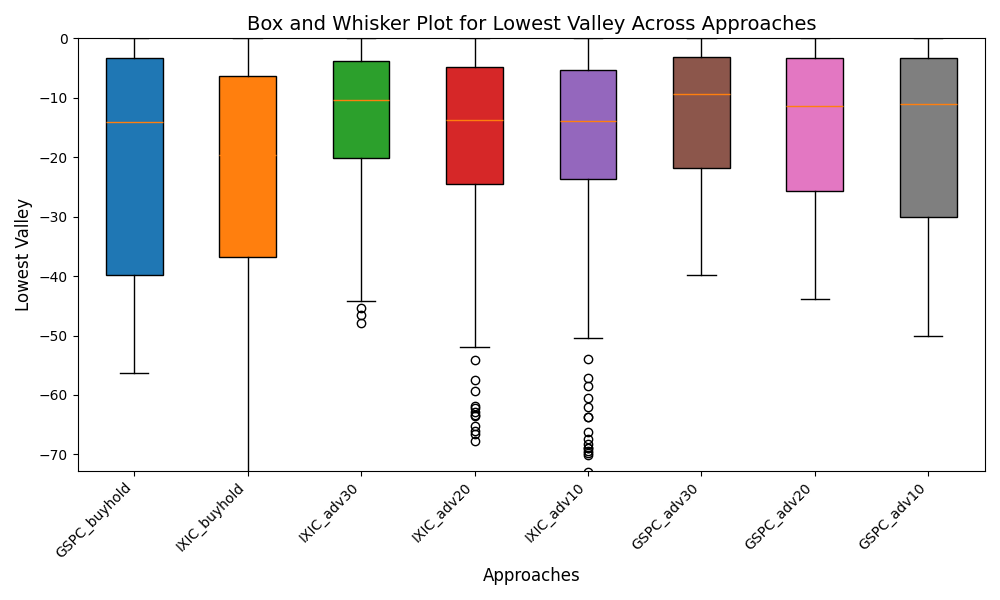 Box and Whisker Plot for Lowest Valley Across Approaches
Lowest Valley
0
−10
−20
−30
−40
−50
−60
−70
GSPC_buyhold
IXIC_buyhold
IXIC_adv30
IXIC_adv20
IXIC_adv10
GSPC_adv30
GSPC_adv20
GSPC_adv10
Approaches